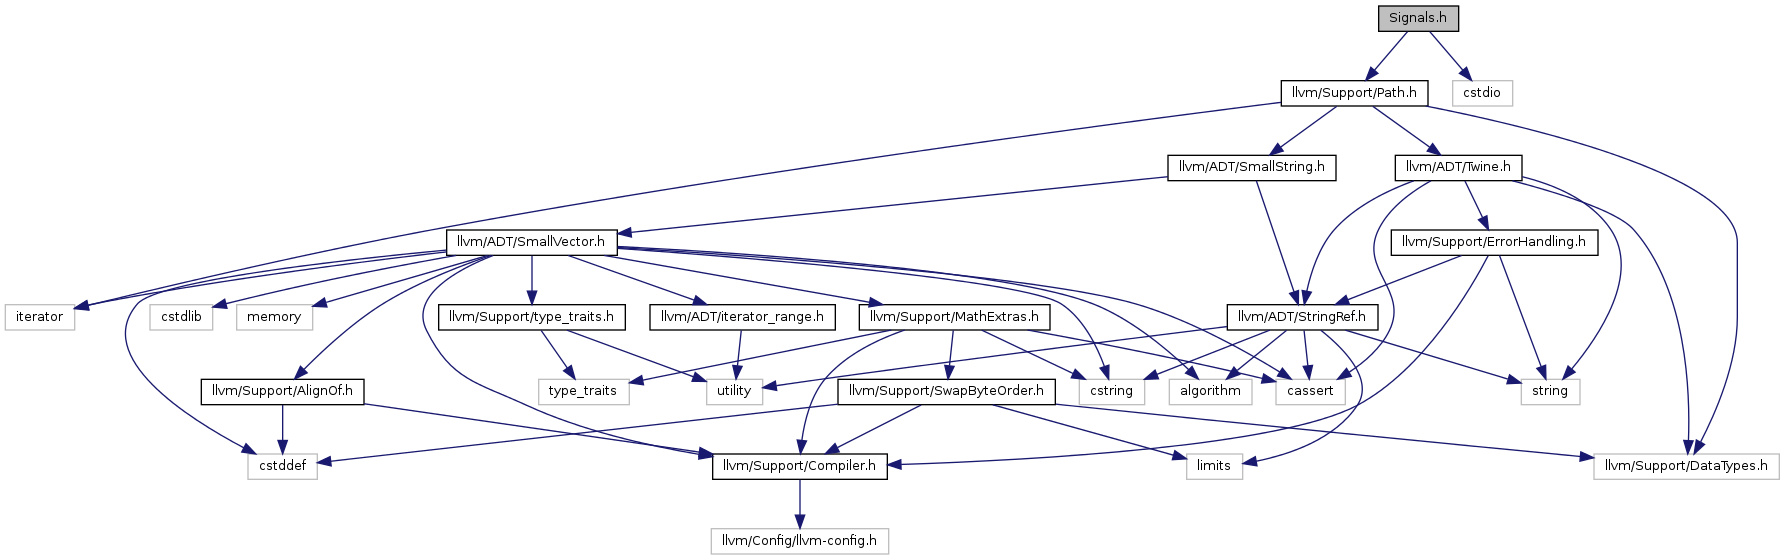 Signals.h
llvm/Support/Path.h
cstdio
llvm/ADT/SmallString.h
llvm/ADT/Twine.h
llvm/ADT/SmallVector.h
llvm/Support/ErrorHandling.h
iterator
cstdlib
memory
llvm/Support/type_traits.h
llvm/ADT/iterator_range.h
llvm/Support/MathExtras.h
llvm/ADT/StringRef.h
llvm/Support/AlignOf.h
type_traits
utility
llvm/Support/SwapByteOrder.h
cstring
algorithm
cassert
string
cstddef
llvm/Support/Compiler.h
limits
llvm/Support/DataTypes.h
llvm/Config/llvm-config.h